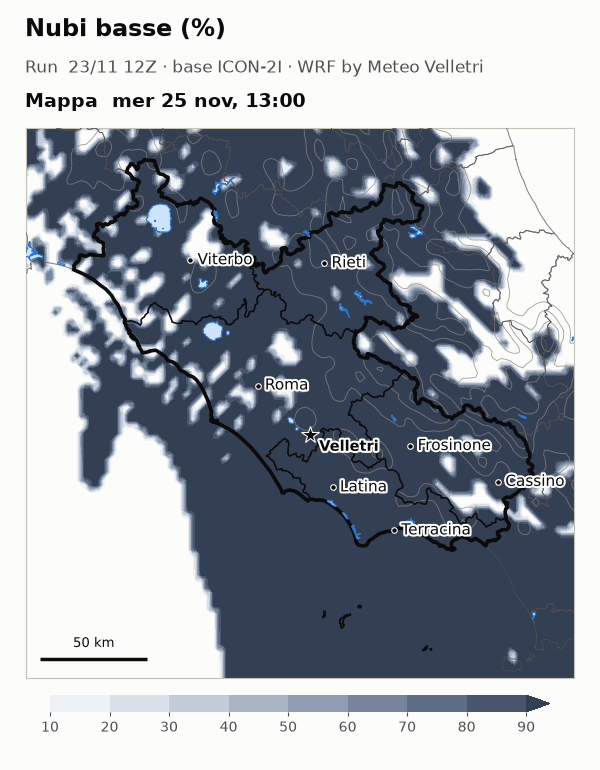 Nubi basse (%)
Run  23/11 12Z · base ICON-2I · WRF by Meteo Velletri
Mappa  mer 25 nov, 13:00
Viterbo
Rieti
Roma
Velletri
Frosinone
Latina
Cassino
Terracina
50 km
10 20 30 40 50 60 70 80 90